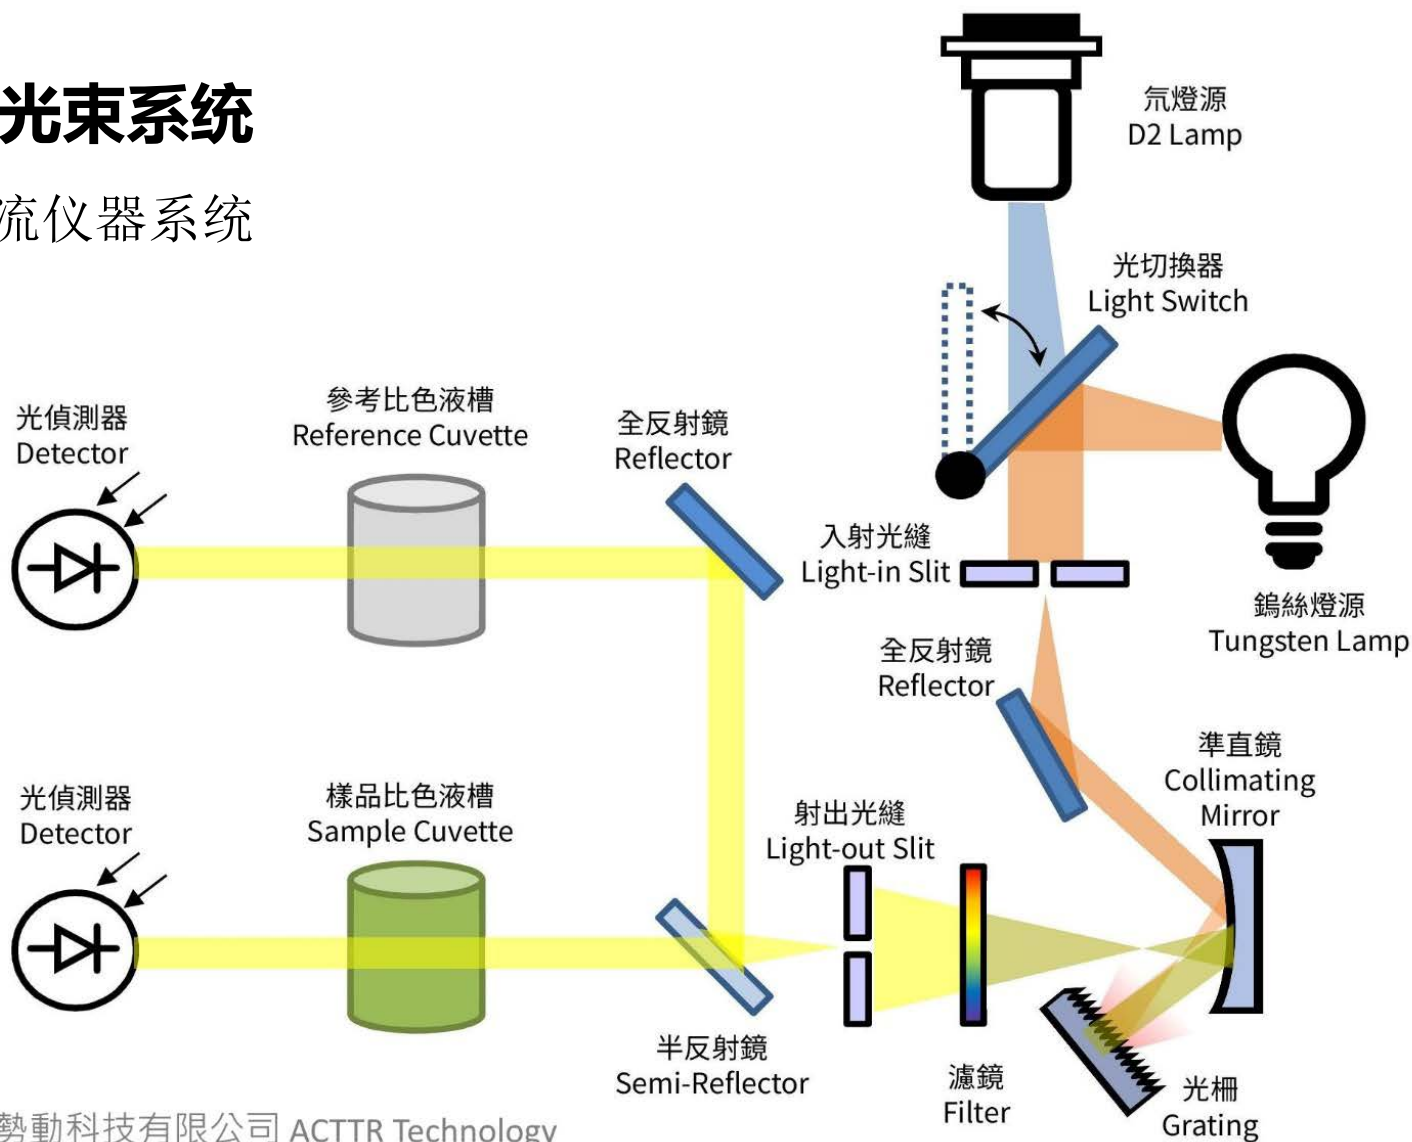 光束系统
流仪器系统
氘燈源
D2 Lamp
光切換器
Light Switch
參考比色液槽
Reference Cuvette
光偵測器
Detector
全反射鏡
Reflector
入射光縫
Light-in Slit
鎢絲燈源
Tungsten Lamp
全反射鏡
Reflector
準直鏡
Collimating
Mirror
光偵測器
Detector
樣品比色液槽
Sample Cuvette
射出光縫
Light-out Slit
半反射鏡
Semi-Reflector
濾鏡
Filter
光柵
Grating
勢動科技有限公司 ACTTR Technology